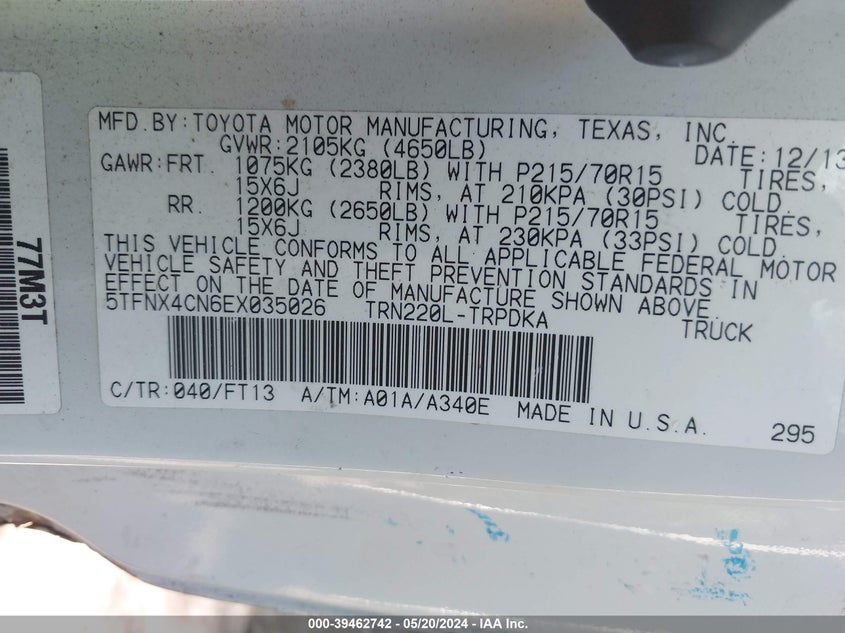 MFD.BY:TOYOTA MOTOR MANUFACTURING, TEXAS, INC.
GVWR:2105KG (4650LB) DATE:12/13
GAWR:FRT. 1075KG (2380LB) WITH P215/70R15 TIRES,
15X6J RIMS, AT 210KPA (30PSI) COLD.
RR. 1200KG (2650LB) WITH P215/70R15 TIRES,
15X6J RIMS, AT 230KPA (33PSI) COLD.
THIS VEHICLE CONFORMS TO ALL APPLICABLE FEDERAL MOTOR
VEHICLE SAFETY AND THEFT PREVENTION STANDARDS IN
EFFECT ON THE DATE OF MANUFACTURE SHOWN ABOVE.
5TFNX4CN6EX035026 TRN220L-TRPDKA TRUCK
C/TR:040/FT13 A/TM:A01A/A340E MADE IN U.S.A. 295
77M3T
000-39462742 - 05/20/2024 - IAA Inc.